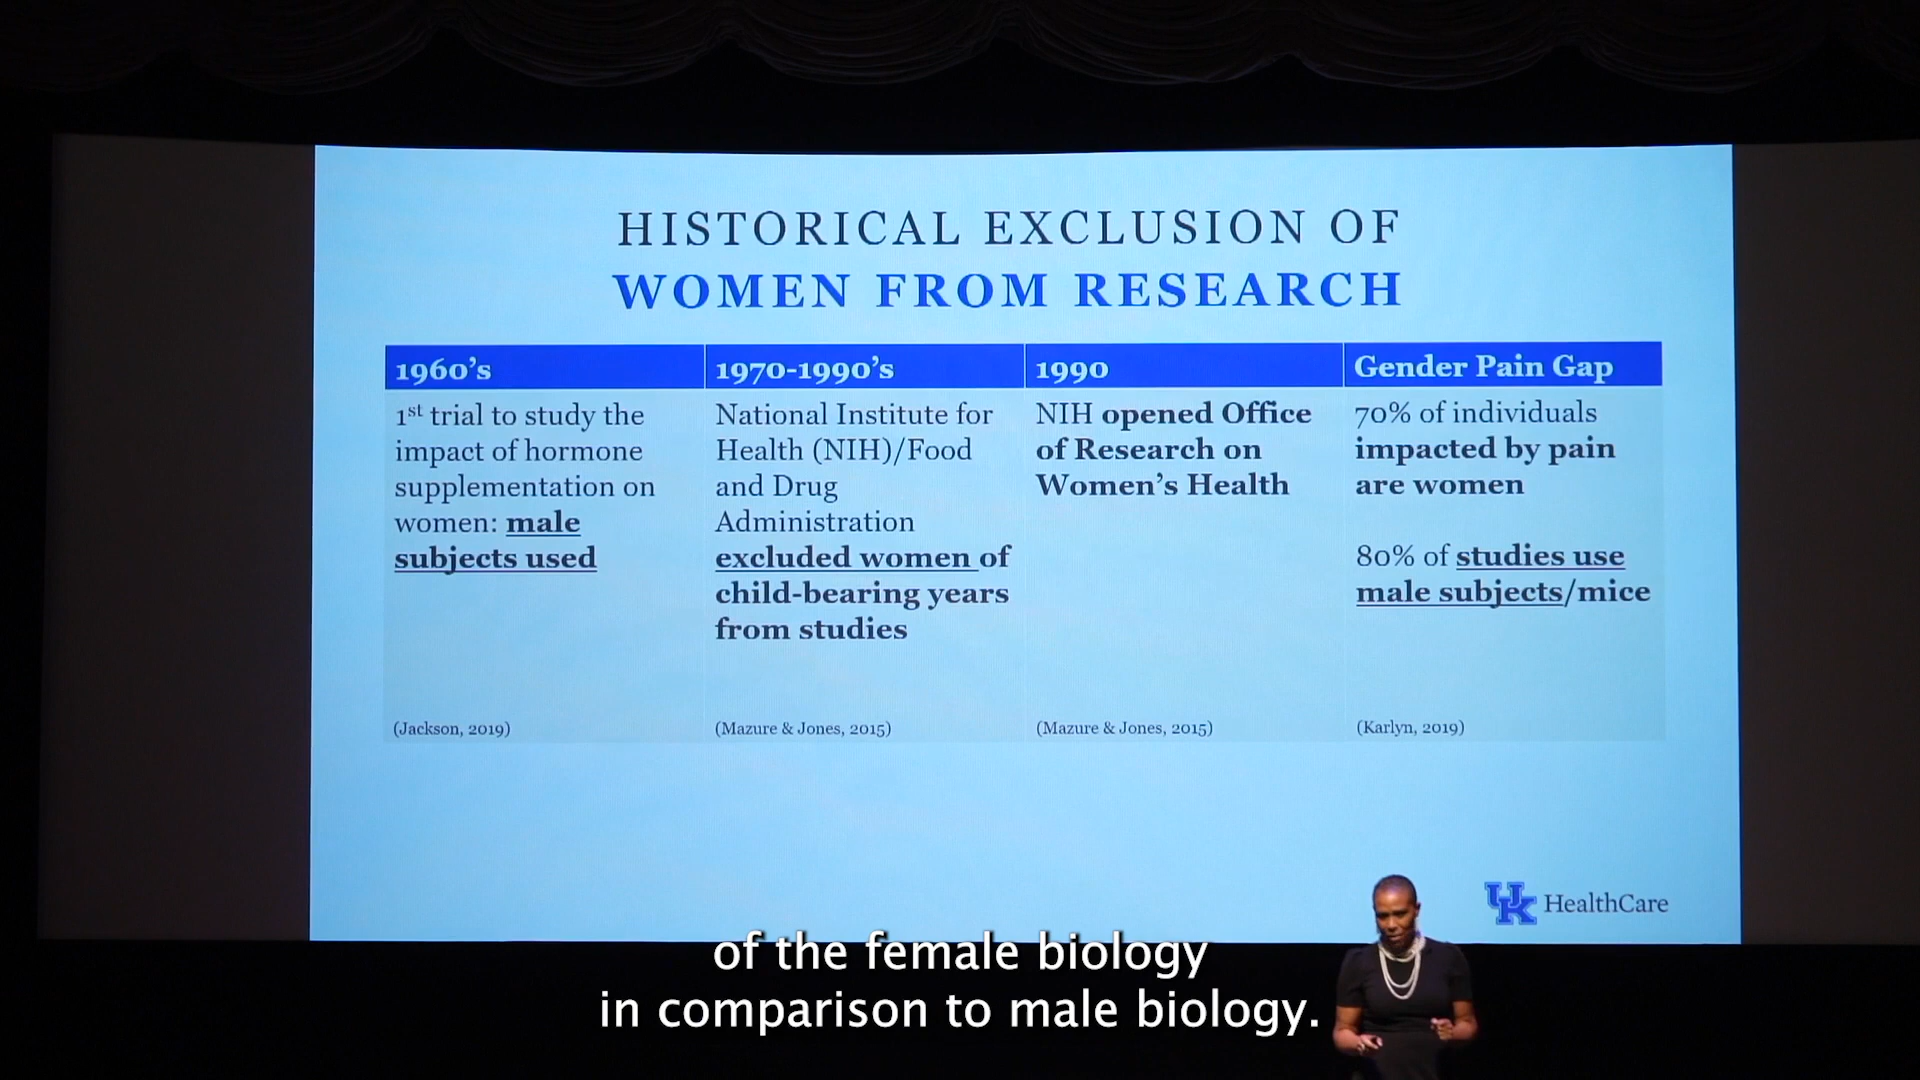 HISTORICAL EXCLUSION OF
WOMEN FROM RESEARCH
1960's
1st trial to study the
impact of hormone
supplementation on
women: male
subjects used
(Jackson, 2019)
1970-1990's
National Institute for
Health (NIH)/Food
and Drug
Administration
excluded women of
child-bearing years
from studies
(Mazure & Jones, 2015)
1990
NIH opened Office
of Research on
Women's Health
(Mazure & Jones, 2015)
Gender Pain Gap
70% of individuals
impacted by pain
are women
80% of studies use
male subjects/mice
(Karlyn, 2019)
UK HealthCare
of the female biology
in comparison to male biology.